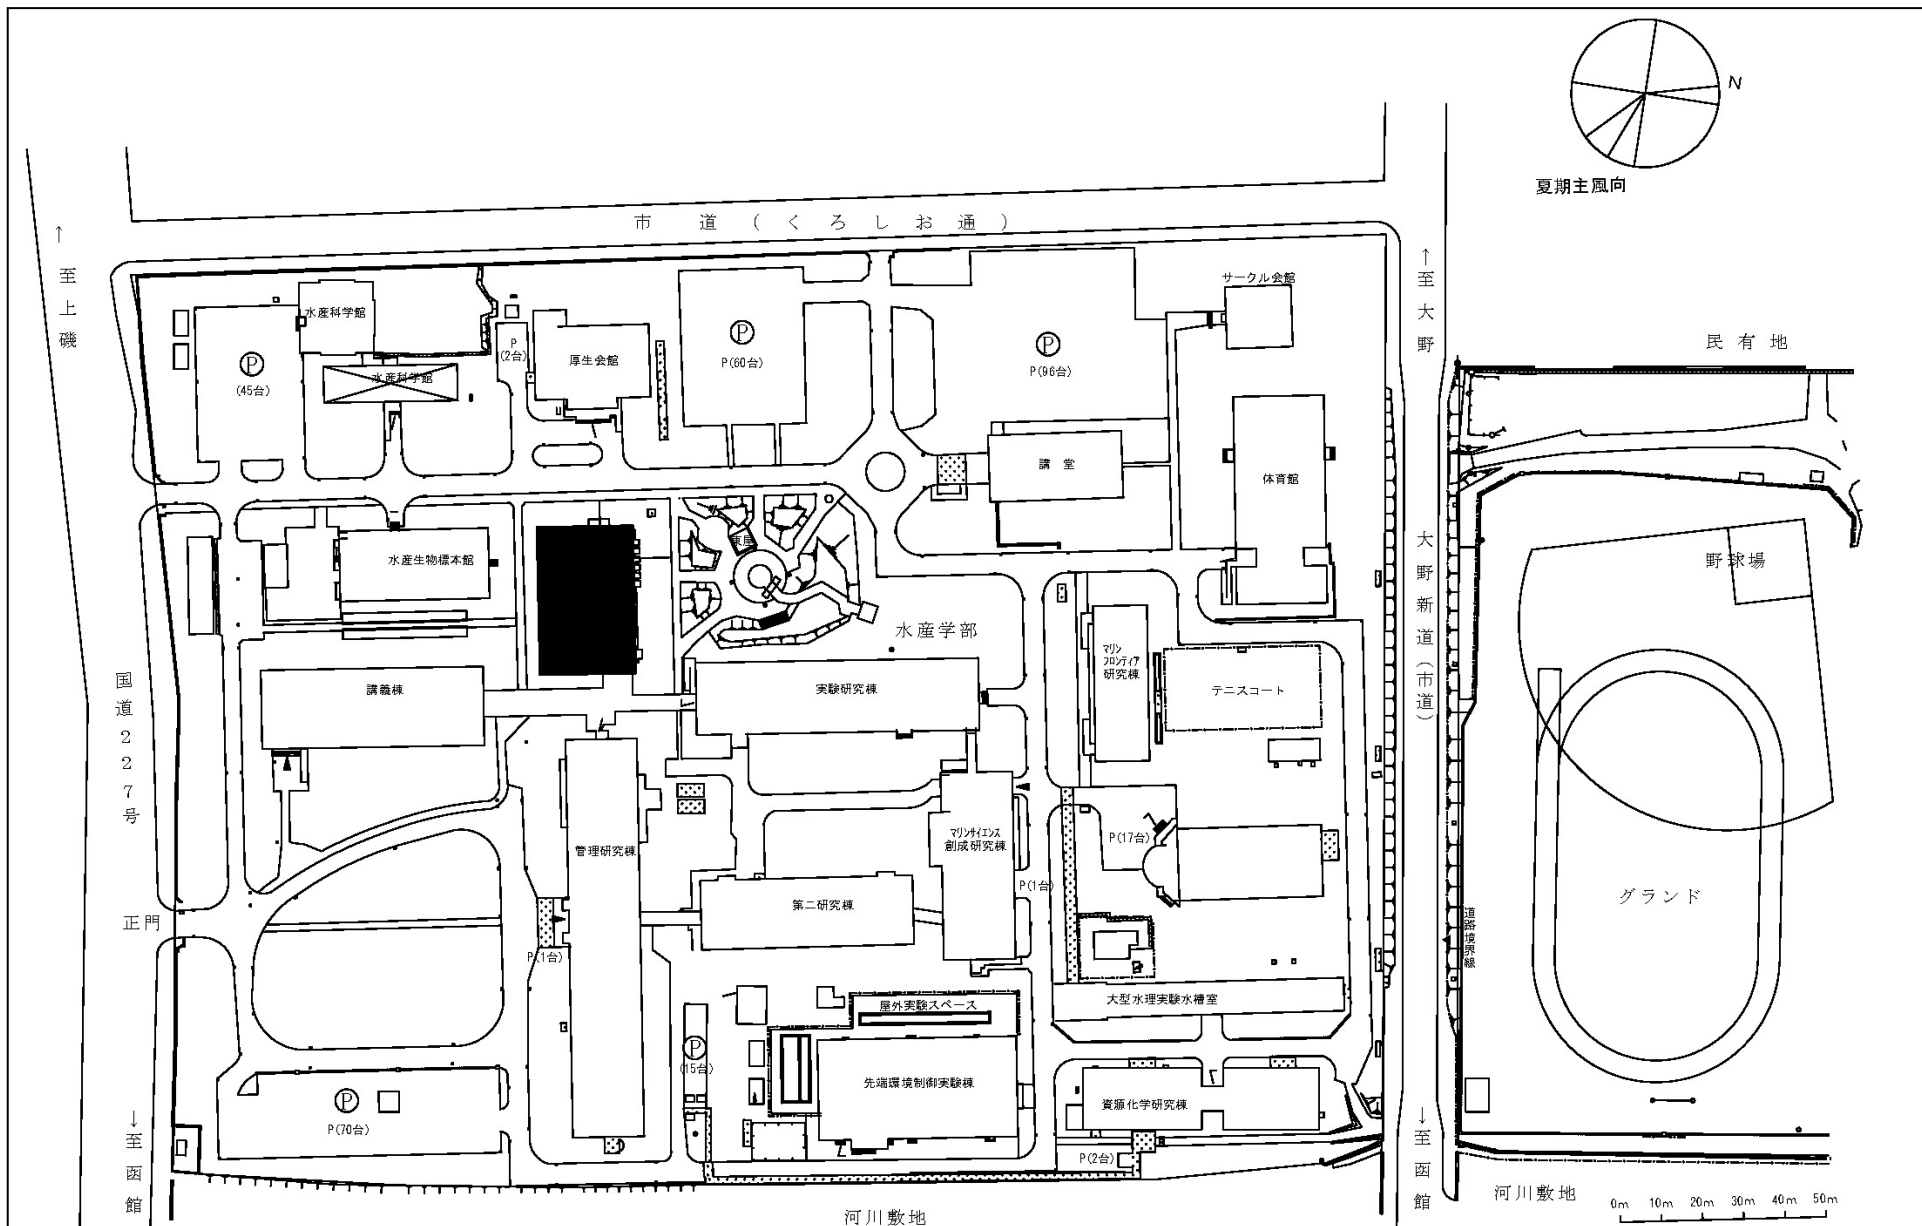 N
夏期主風向
市道（くろしお通）
↑至上磯
↑至大野
サークル会館
水産科学館
P
(2台)
厚生会館
P
P(60台)
P
P(96台)
民有地
P
(45台)
水産科学館
講堂
体育館
水産生物標本館
東屋
大野新道（市道）
野球場
水産学部
マリン
フロンティア
研究棟
国道227号
講義棟
実験研究棟
テニスコート
管理研究棟
マリンサイエンス
創成研究棟
P(17台)
P(1台)
正門
第二研究棟
グランド
道路境界線
P(1台)
屋外実験スペース
大型水理実験水槽室
P
(15台)
先端環境制御実験棟
資源化学研究棟
P
P(70台)
↓至函館
↓至函館
P(2台)
河川敷地
河川敷地
0m 10m 20m 30m 40m 50m